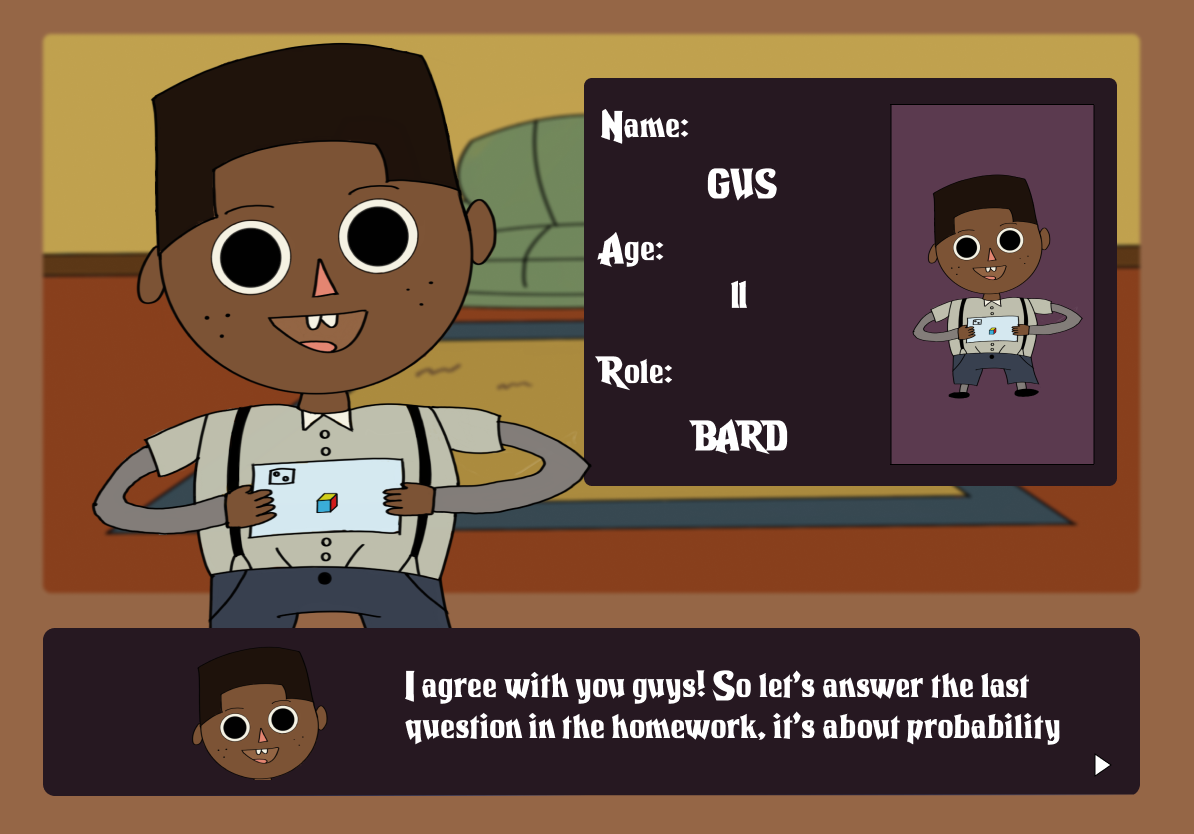 Name:
GUS
Age:
11
Role:
BARD
I agree with you guys! So let's answer the last
question in the homework, it's about probability